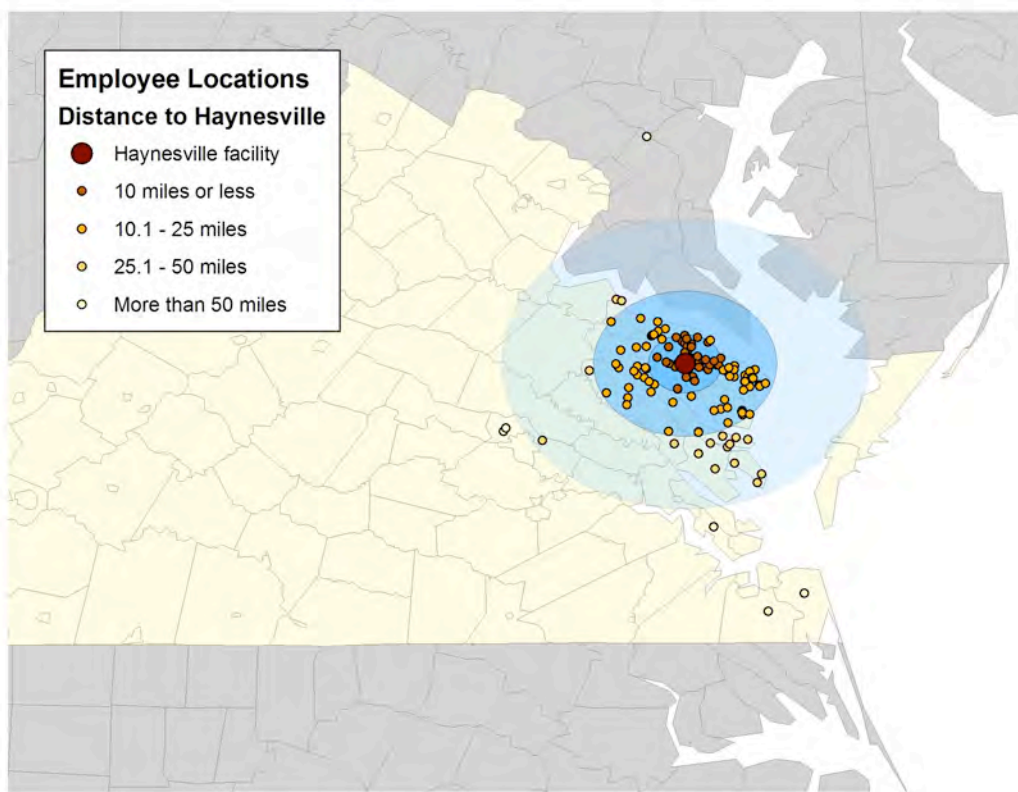 Employee Locations
Distance to Haynesville
Haynesville facility
10 miles or less
10.1 - 25 miles
25.1 - 50 miles
More than 50 miles